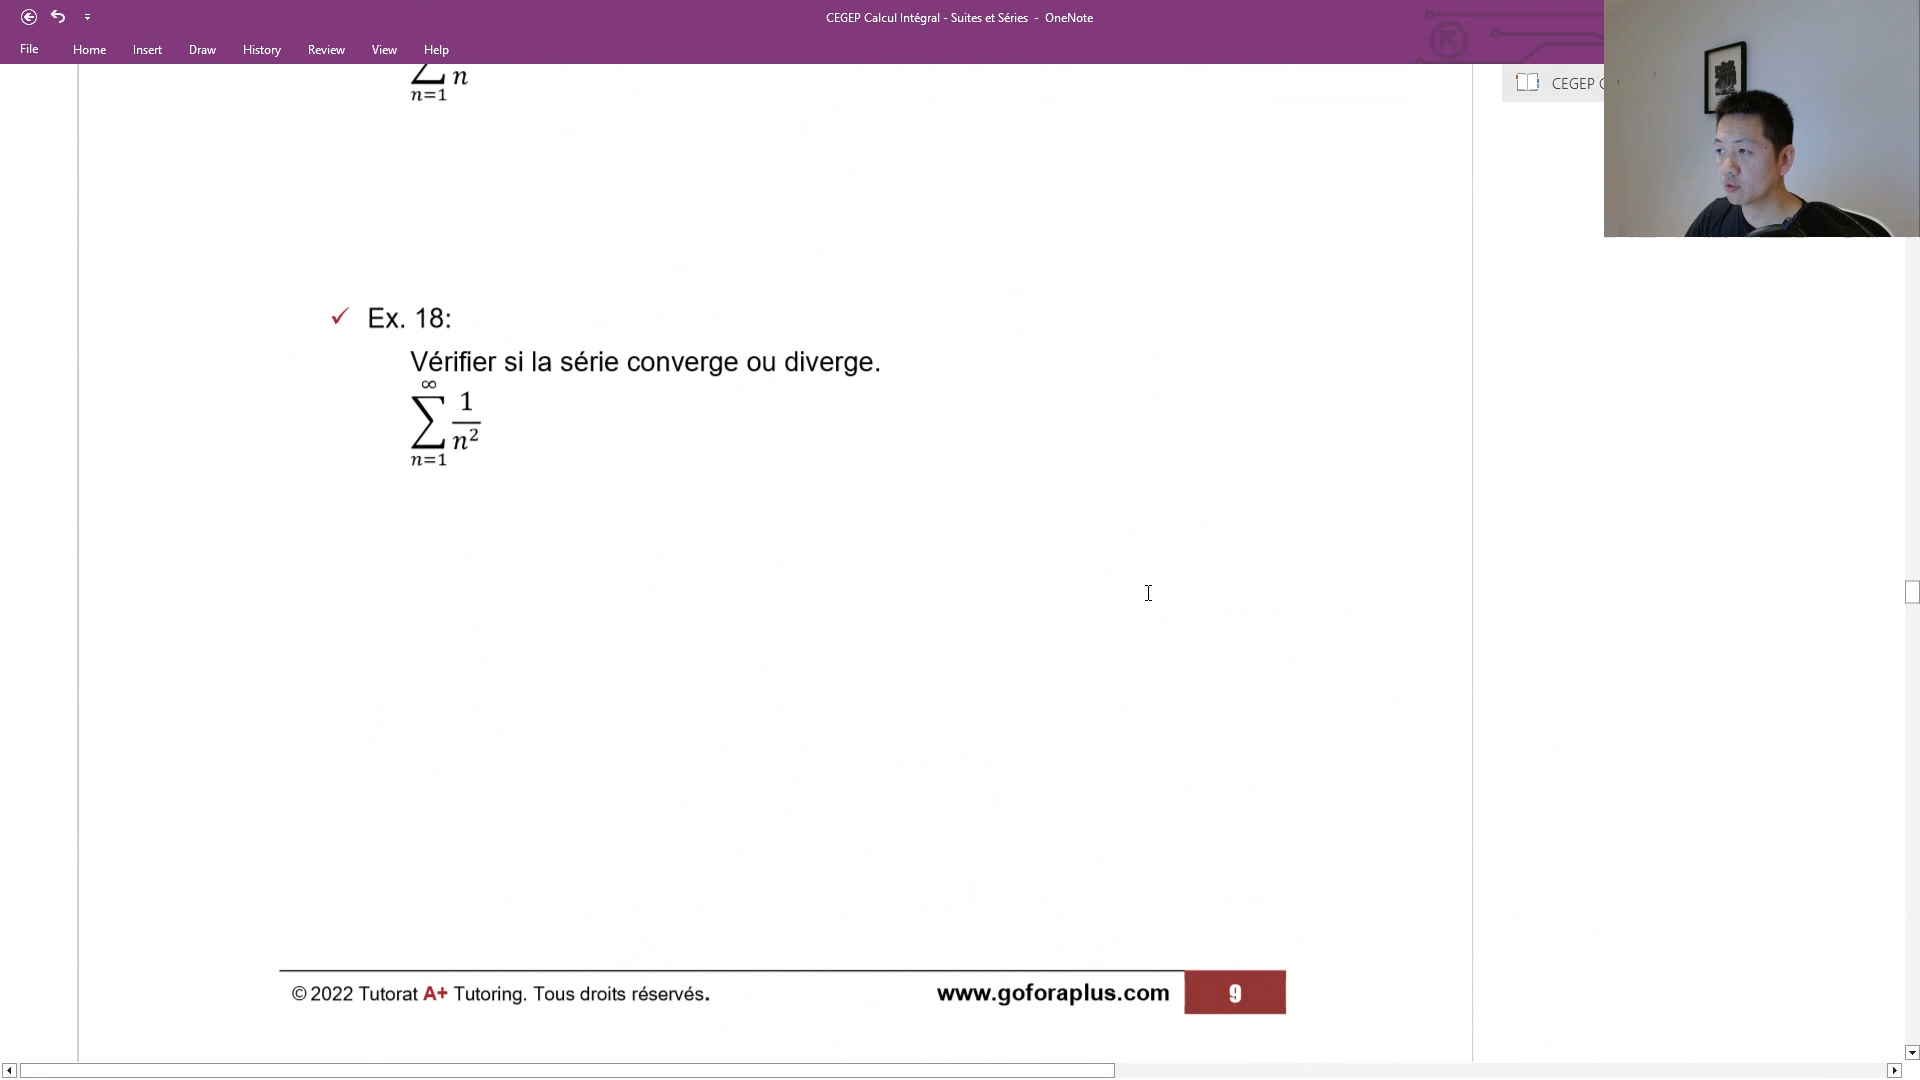 CEGEP Calcul Intégral - Suites et Séries - OneNote
File Home Insert Draw History Review View Help
CEGEP
∑ n
n=1
✓ Ex. 18:
Vérifier si la série converge ou diverge.
∞
∑ 1/n²
n=1
© 2022 Tutorat A+ Tutoring. Tous droits réservés.
www.goforaplus.com
9